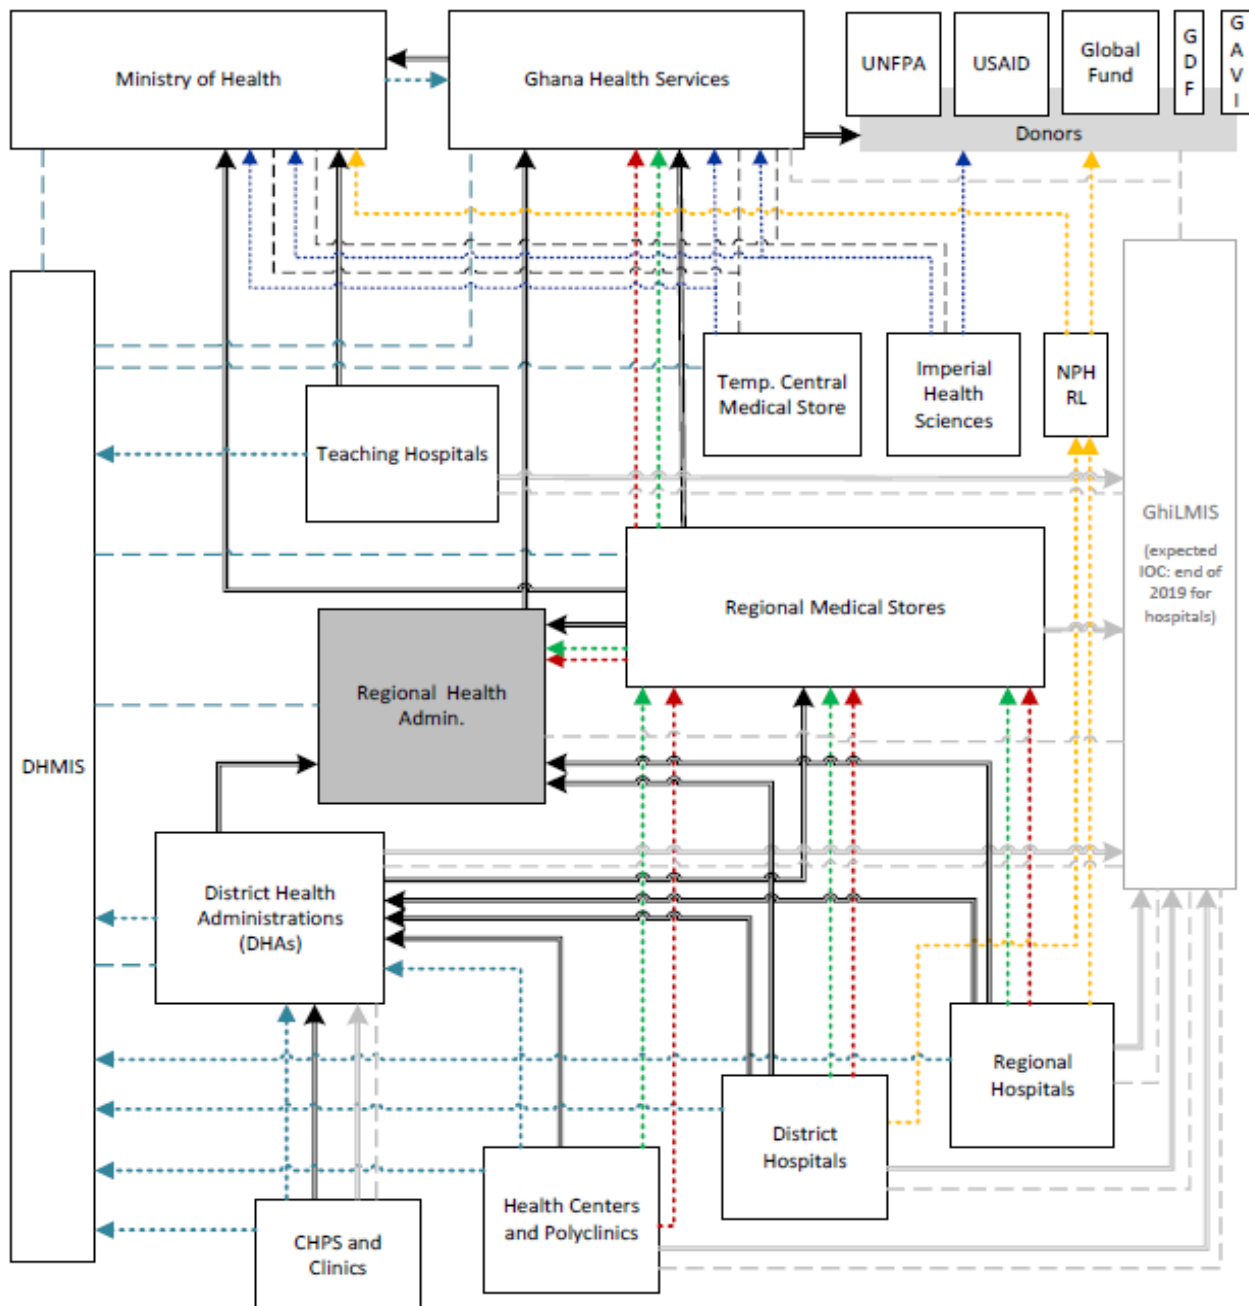 Ministry of Health
Ghana Health Services
UNFPA
USAID
Global
Fund
G
D
F
G
A
V
I
Donors
Temp. Central
Medical Store
Imperial
Health
Sciences
NPH
RL
Teaching Hospitals
GhiLMIS
(expected
IOC: end of
2019 for
hospitals)
Regional Medical Stores
Regional Health
Admin.
DHMIS
District Health
Administrations
(DHAs)
Regional
Hospitals
District
Hospitals
Health Centers
and Polyclinics
CHPS and
Clinics